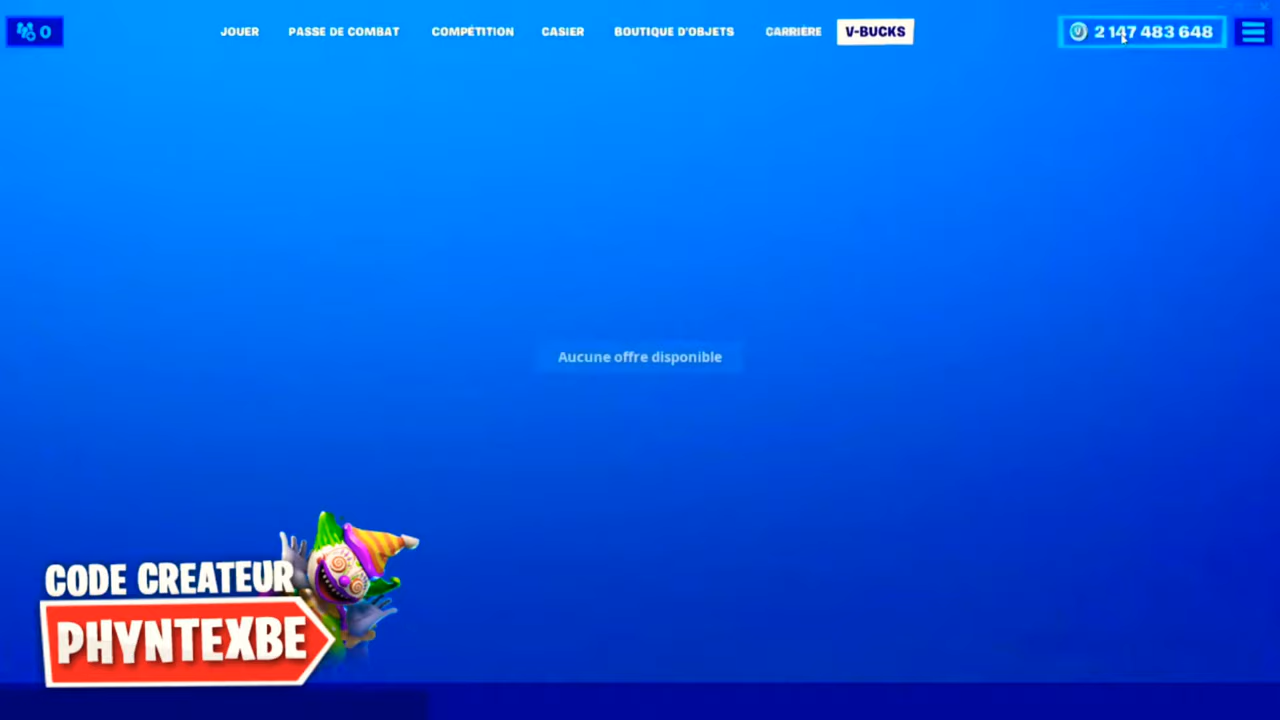 0
JOUER PASSE DE COMBAT COMPÉTITION CASIER BOUTIQUE D'OBJETS CARRIÈRE V-BUCKS
2 147 483 648
Aucune offre disponible
CODE CREATEUR
PHYNTEXBE